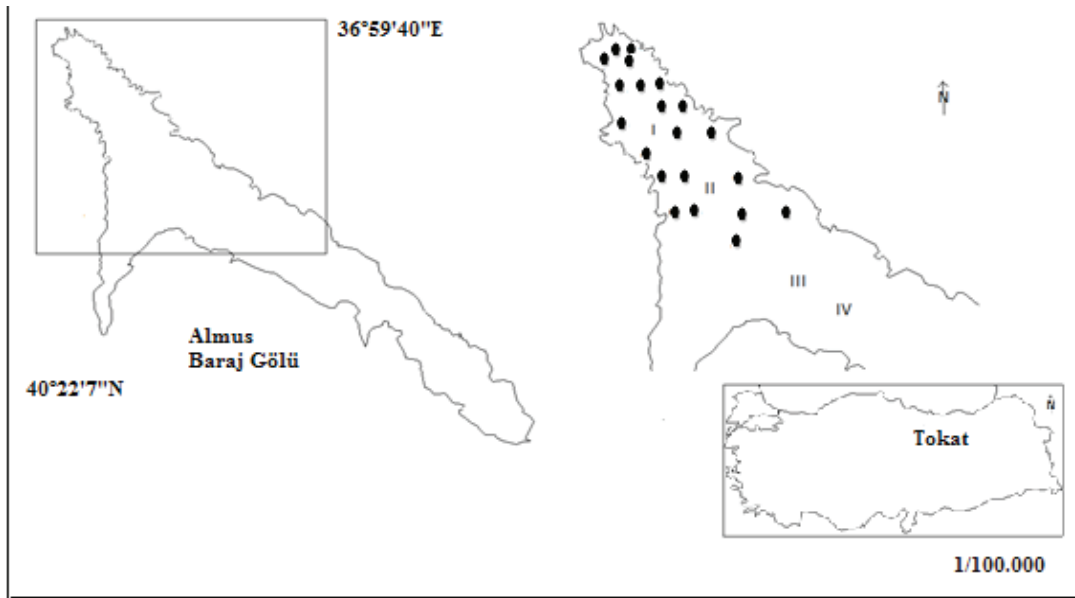 36°59'40"E
N
I
II
III
IV
Almus
Baraj Gölü
40°22'7"N
N
Tokat
1/100.000